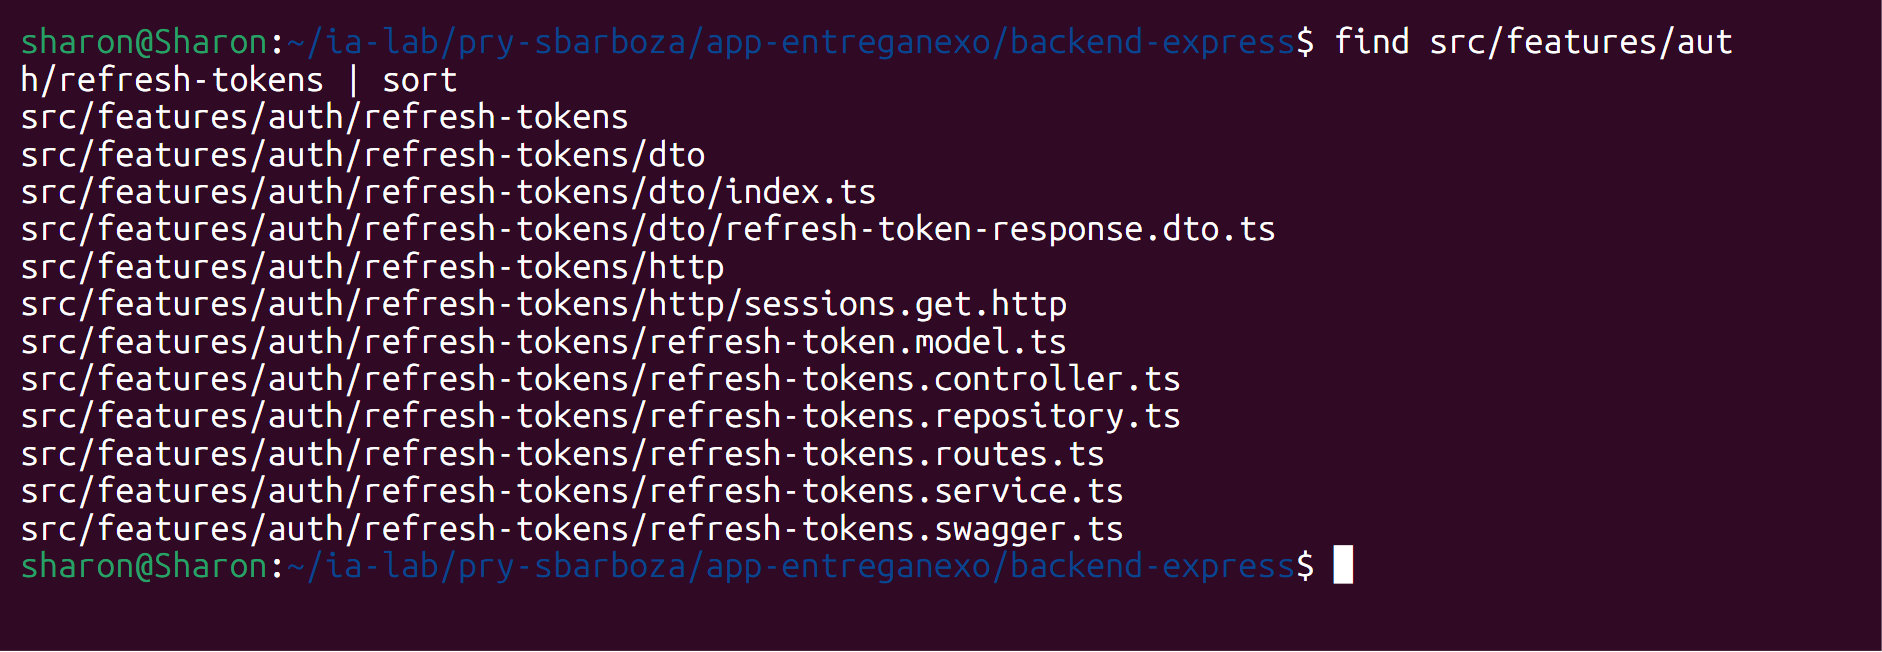 sharon@Sharon:~/ia-lab/pry-sbarboza/app-entreganexo/backend-express$ find src/features/aut
h/refresh-tokens | sort
src/features/auth/refresh-tokens
src/features/auth/refresh-tokens/dto
src/features/auth/refresh-tokens/dto/index.ts
src/features/auth/refresh-tokens/dto/refresh-token-response.dto.ts
src/features/auth/refresh-tokens/http
src/features/auth/refresh-tokens/http/sessions.get.http
src/features/auth/refresh-tokens/refresh-token.model.ts
src/features/auth/refresh-tokens/refresh-tokens.controller.ts
src/features/auth/refresh-tokens/refresh-tokens.repository.ts
src/features/auth/refresh-tokens/refresh-tokens.routes.ts
src/features/auth/refresh-tokens/refresh-tokens.service.ts
src/features/auth/refresh-tokens/refresh-tokens.swagger.ts
sharon@Sharon:~/ia-lab/pry-sbarboza/app-entreganexo/backend-express$